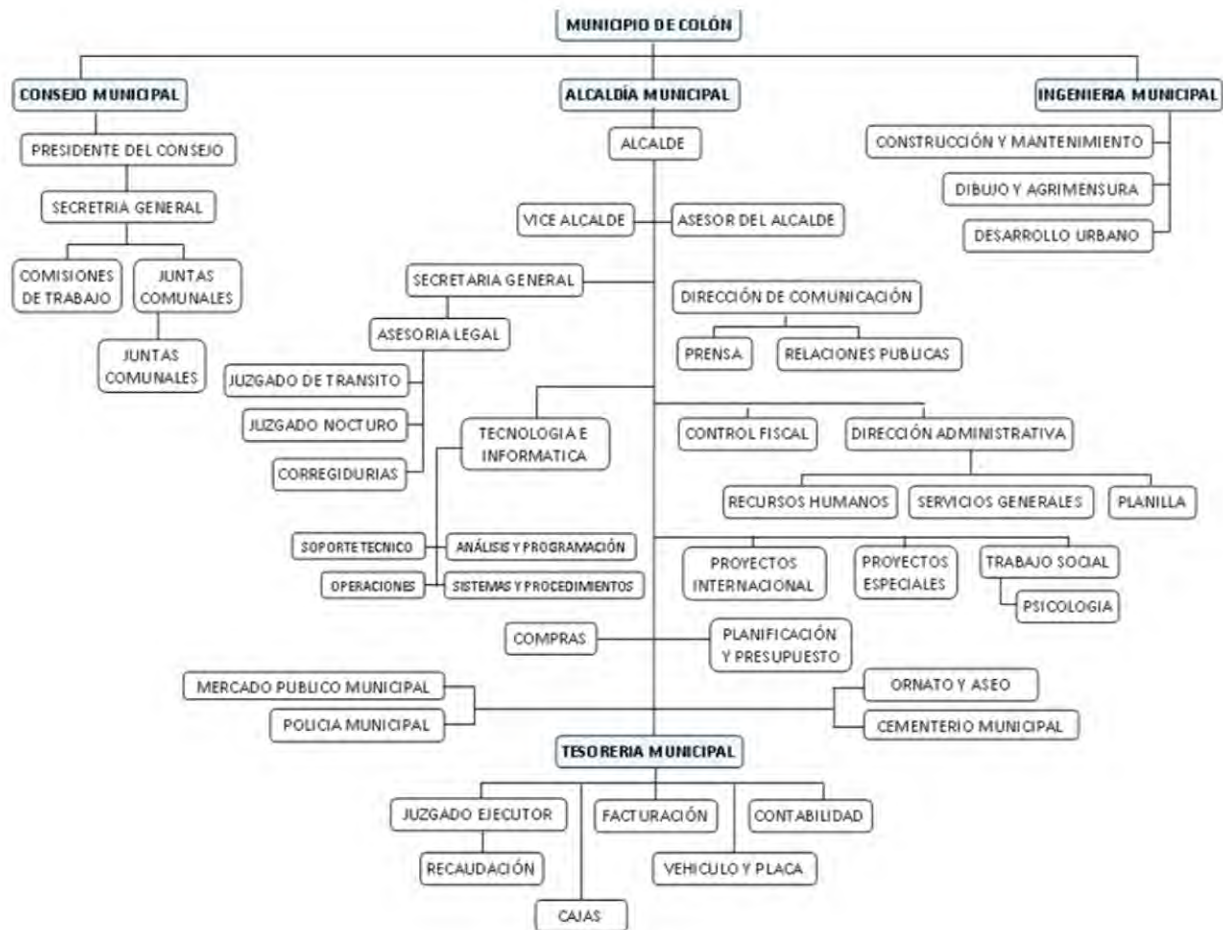 MUNICIPIO DE COLÓN
CONSEJO MUNICIPAL
ALCALDÍA MUNICIPAL
INGENIERIA MUNICIPAL
PRESIDENTE DEL CONSEJO
SECRETRIA GENERAL
COMISIONES
DE TRABAJO
JUNTAS
COMUNALES
JUNTAS
COMUNALES
ALCALDE
VICE ALCALDE
ASESOR DEL ALCALDE
CONSTRUCCIÓN Y MANTENIMIENTO
DIBUJO Y AGRIMENSURA
DESARROLLO URBANO
SECRETARIA GENERAL
ASESORIA LEGAL
JUZGADO DE TRANSITO
JUZGADO NOCTURO
CORREGIDURIAS
DIRECCIÓN DE COMUNICACIÓN
PRENSA
RELACIONES PUBLICAS
TECNOLOGIA E
INFORMATICA
SOPORTE TECNICO
ANÁLISIS Y PROGRAMACIÓN
OPERACIONES
SISTEMAS Y PROCEDIMIENTOS
CONTROL FISCAL
DIRECCIÓN ADMINISTRATIVA
RECURSOS HUMANOS
SERVICIOS GENERALES
PLANILLA
PROYECTOS
INTERNACIONAL
PROYECTOS
ESPECIALES
TRABAJO SOCIAL
PSICOLOGIA
COMPRAS
PLANIFICACIÓN
Y PRESUPUESTO
MERCADO PUBLICO MUNICIPAL
POLICIA MUNICIPAL
ORNATO Y ASEO
CEMENTERIO MUNICIPAL
TESORERIA MUNICIPAL
JUZGADO EJECUTOR
FACTURACIÓN
CONTABILIDAD
RECAUDACIÓN
VEHICULO Y PLACA
CAJAS